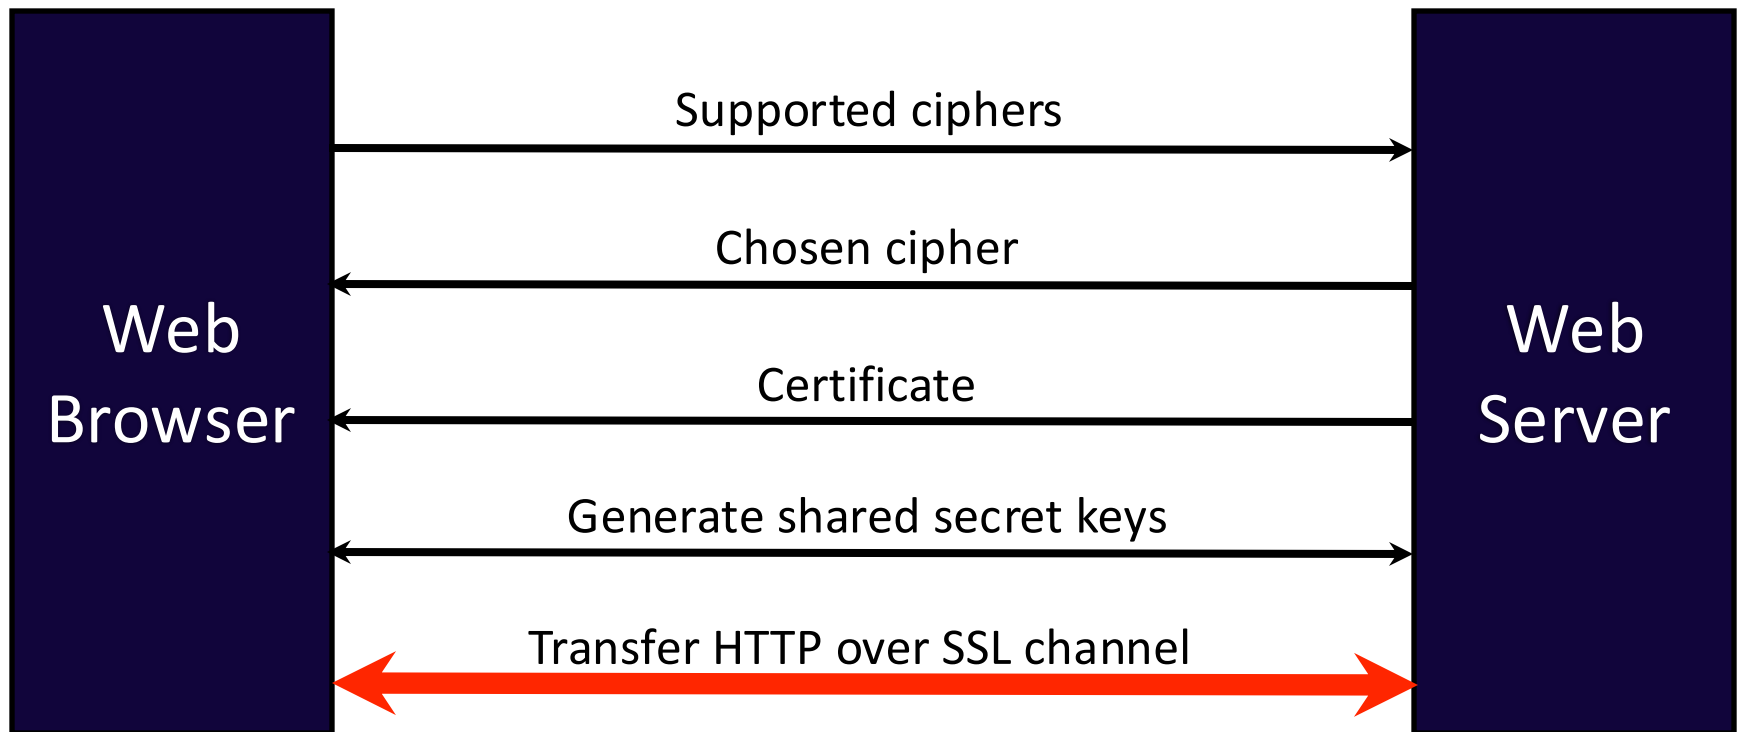 Supported ciphers
Chosen cipher
Web
Browser
Certificate
Generate shared secret keys
Transfer HTTP over SSL channel
Web
Server